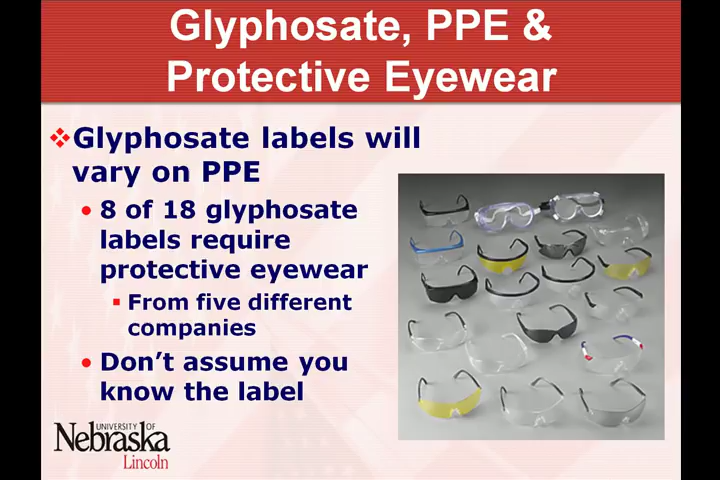 Glyphosate, PPE &
Protective Eyewear
Glyphosate labels will
vary on PPE
8 of 18 glyphosate
labels require
protective eyewear
From five different
companies
Don't assume you
know the label
UNIVERSITY OF
Nebraska
Lincoln